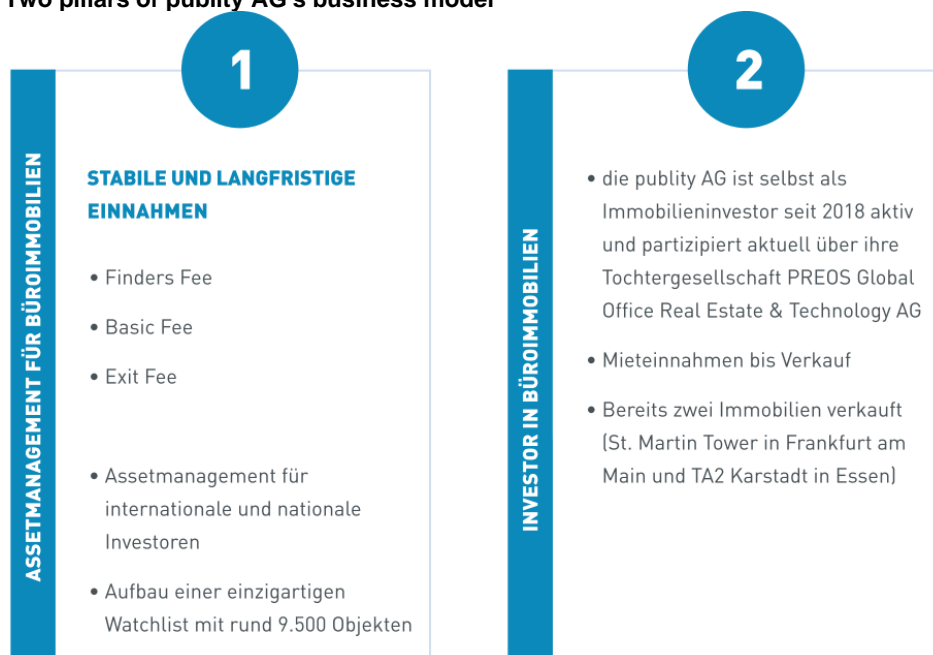 Two pillars of publity AG's business model
1
ASSETMANAGEMENT FÜR BÜROIMMOBILIEN
STABILE UND LANGFRISTIGE
EINNAHMEN
• Finders Fee
• Basic Fee
• Exit Fee
• Assetmanagement für
internationale und nationale
Investoren
• Aufbau einer einzigartigen
Watchlist mit rund 9.500 Objekten
2
INVESTOR IN BÜROIMMOBILIEN
• die publity AG ist selbst als
Immobilieninvestor seit 2018 aktiv
und partizipiert aktuell über ihre
Tochtergesellschaft PREOS Global
Office Real Estate & Technology AG
• Mieteinnahmen bis Verkauf
• Bereits zwei Immobilien verkauft
(St. Martin Tower in Frankfurt am
Main und TA2 Karstadt in Essen)